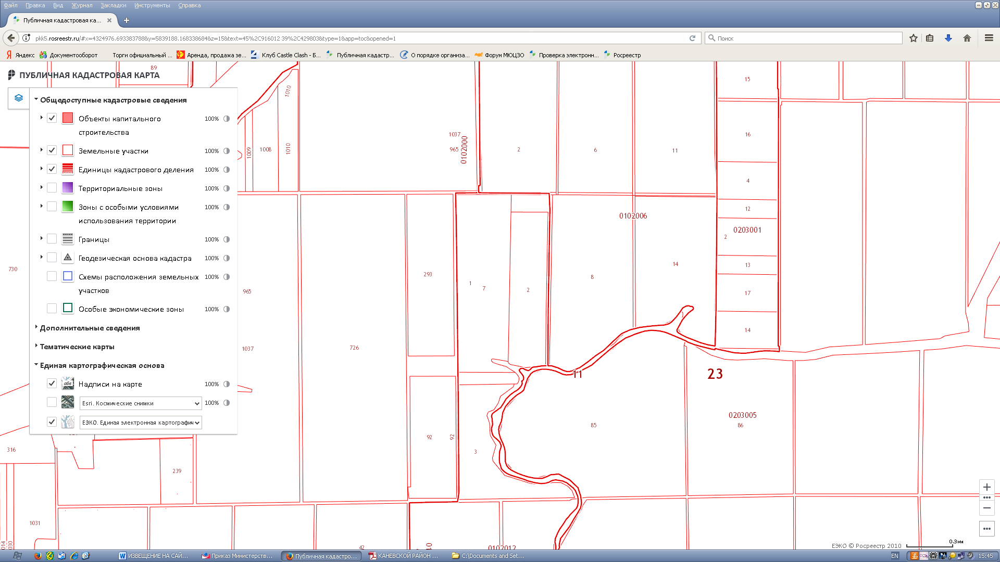 Файл Правка Вид Журнал Закладки Инструменты Справка
Публичная кадастровая ка...
pkk5.rosreestr.ru/#x=4324976.693383788&y=5839188.168338684&z=15&text=45%2C916012 39%2C429803&type=1&app=toc&opened=1
Поиск
Яндекс Документооборот Торги официальный ... Аренда, продажа зе... Клуб Castle Clash - Б... Публичная кадастр... О порядке организа... Форум МЮЦЗО Проверка электронн... Росреестр
ПУБЛИЧНАЯ КАДАСТРОВАЯ КАРТА
Общедоступные кадастровые сведения
Объекты капитального
строительства
100%
Земельные участки 100%
Единицы кадастрового деления 100%
Территориальные зоны 100%
Зоны с особыми условиями
использования территории
100%
Границы 100%
Геодезическая основа кадастра 100%
Схемы расположения земельных
участков
100%
Особые экономические зоны 100%
Дополнительные сведения
Тематические карты
Единая картографическая основа
абв
Надписи на карте 100%
Esri. Космические снимки 100%
ЕЭКО. Единая электронная картографич
89
1010
1009
1008
1010
1037
965
0102000
2
6
11
15
16
4
12
0203001
2
13
17
14
0102006
730
965
1037
293
726
1
7
2
8
14
11
23
0203005
86
85
92
92
3
316
239
1031
014
030
42
01
0102012
ЕЭКО © Росреестр 2010
0.3км
ИЗВЕЩЕНИЕ НА САЙ...
Приказ Министерств...
Публичная кадастро...
КАНЕВСКОЙ РАЙОН ...
C:\Documents and Set...
EN
15:45